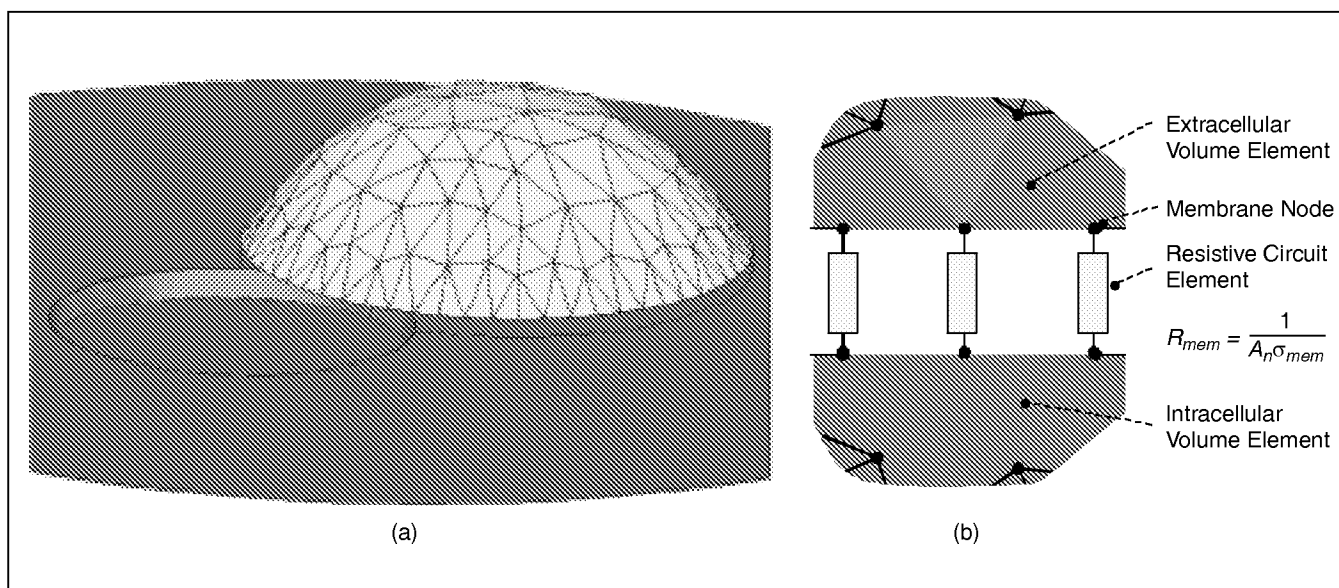 Extracellular
Volume Element
Membrane Node
Resistive Circuit
Element
R_mem = 1 / A_nσ_mem
Intracellular
Volume Element
(a)
(b)